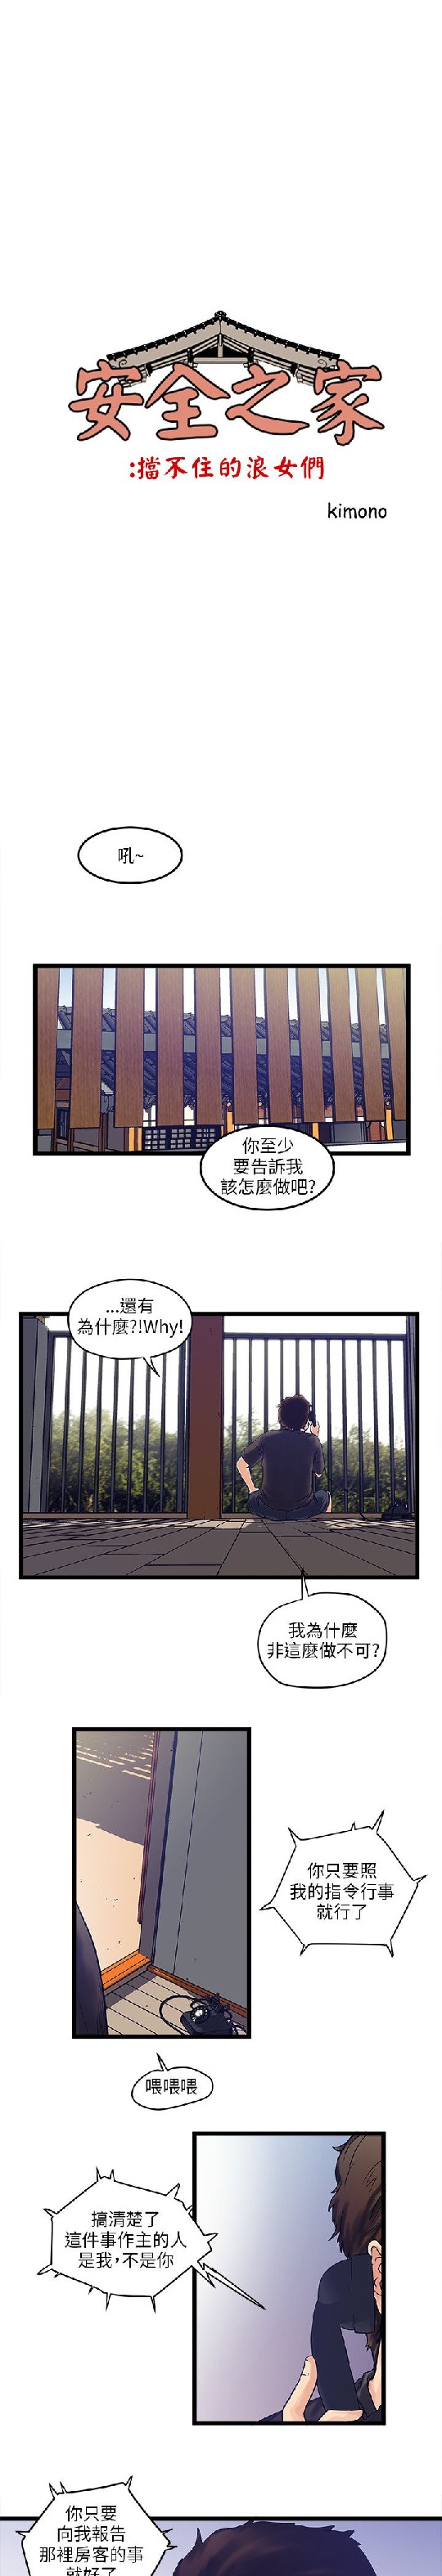 安全之家
:擋不住的浪女們
kimono
吼~
你至少
要告訴我
該怎麼做吧?
...還有
為什麼?!Why!
我為什麼
非這麼做不可?
你只要照
我的指令行事
就行了
喂喂喂
搞清楚了
這件事作主的人
是我，不是你
你只要
向我報告
那裡房客的事
就好了